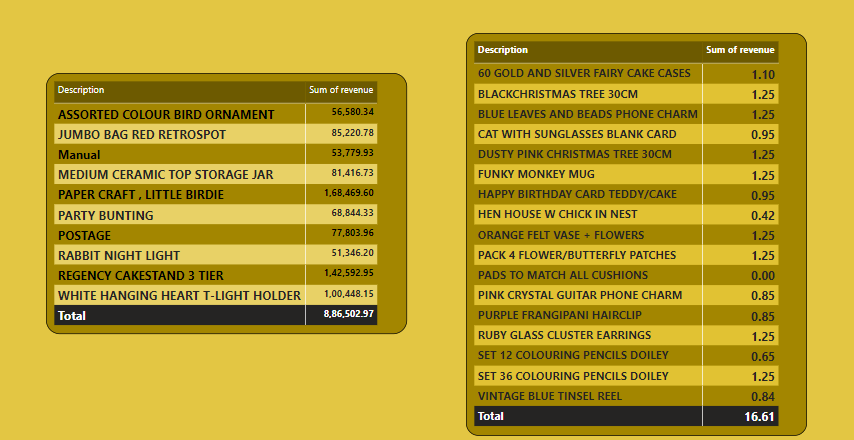 Description Sum of revenue
ASSORTED COLOUR BIRD ORNAMENT 56,580.34
JUMBO BAG RED RETROSPOT 85,220.78
Manual 53,779.93
MEDIUM CERAMIC TOP STORAGE JAR 81,416.73
PAPER CRAFT , LITTLE BIRDIE 1,68,469.60
PARTY BUNTING 68,844.33
POSTAGE 77,803.96
RABBIT NIGHT LIGHT 51,346.20
REGENCY CAKESTAND 3 TIER 1,42,592.95
WHITE HANGING HEART T-LIGHT HOLDER 1,00,448.15
Total 8,86,502.97
Description Sum of revenue
60 GOLD AND SILVER FAIRY CAKE CASES 1.10
BLACKCHRISTMAS TREE 30CM 1.25
BLUE LEAVES AND BEADS PHONE CHARM 1.25
CAT WITH SUNGLASSES BLANK CARD 0.95
DUSTY PINK CHRISTMAS TREE 30CM 1.25
FUNKY MONKEY MUG 1.25
HAPPY BIRTHDAY CARD TEDDY/CAKE 0.95
HEN HOUSE W CHICK IN NEST 0.42
ORANGE FELT VASE + FLOWERS 1.25
PACK 4 FLOWER/BUTTERFLY PATCHES 1.25
PADS TO MATCH ALL CUSHIONS 0.00
PINK CRYSTAL GUITAR PHONE CHARM 0.85
PURPLE FRANGIPANI HAIRCLIP 0.85
RUBY GLASS CLUSTER EARRINGS 1.25
SET 12 COLOURING PENCILS DOILEY 0.65
SET 36 COLOURING PENCILS DOILEY 1.25
VINTAGE BLUE TINSEL REEL 0.84
Total 16.61